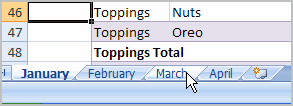 46 Toppings Nuts
47 Toppings Oreo
48 Toppings Total
January February March April